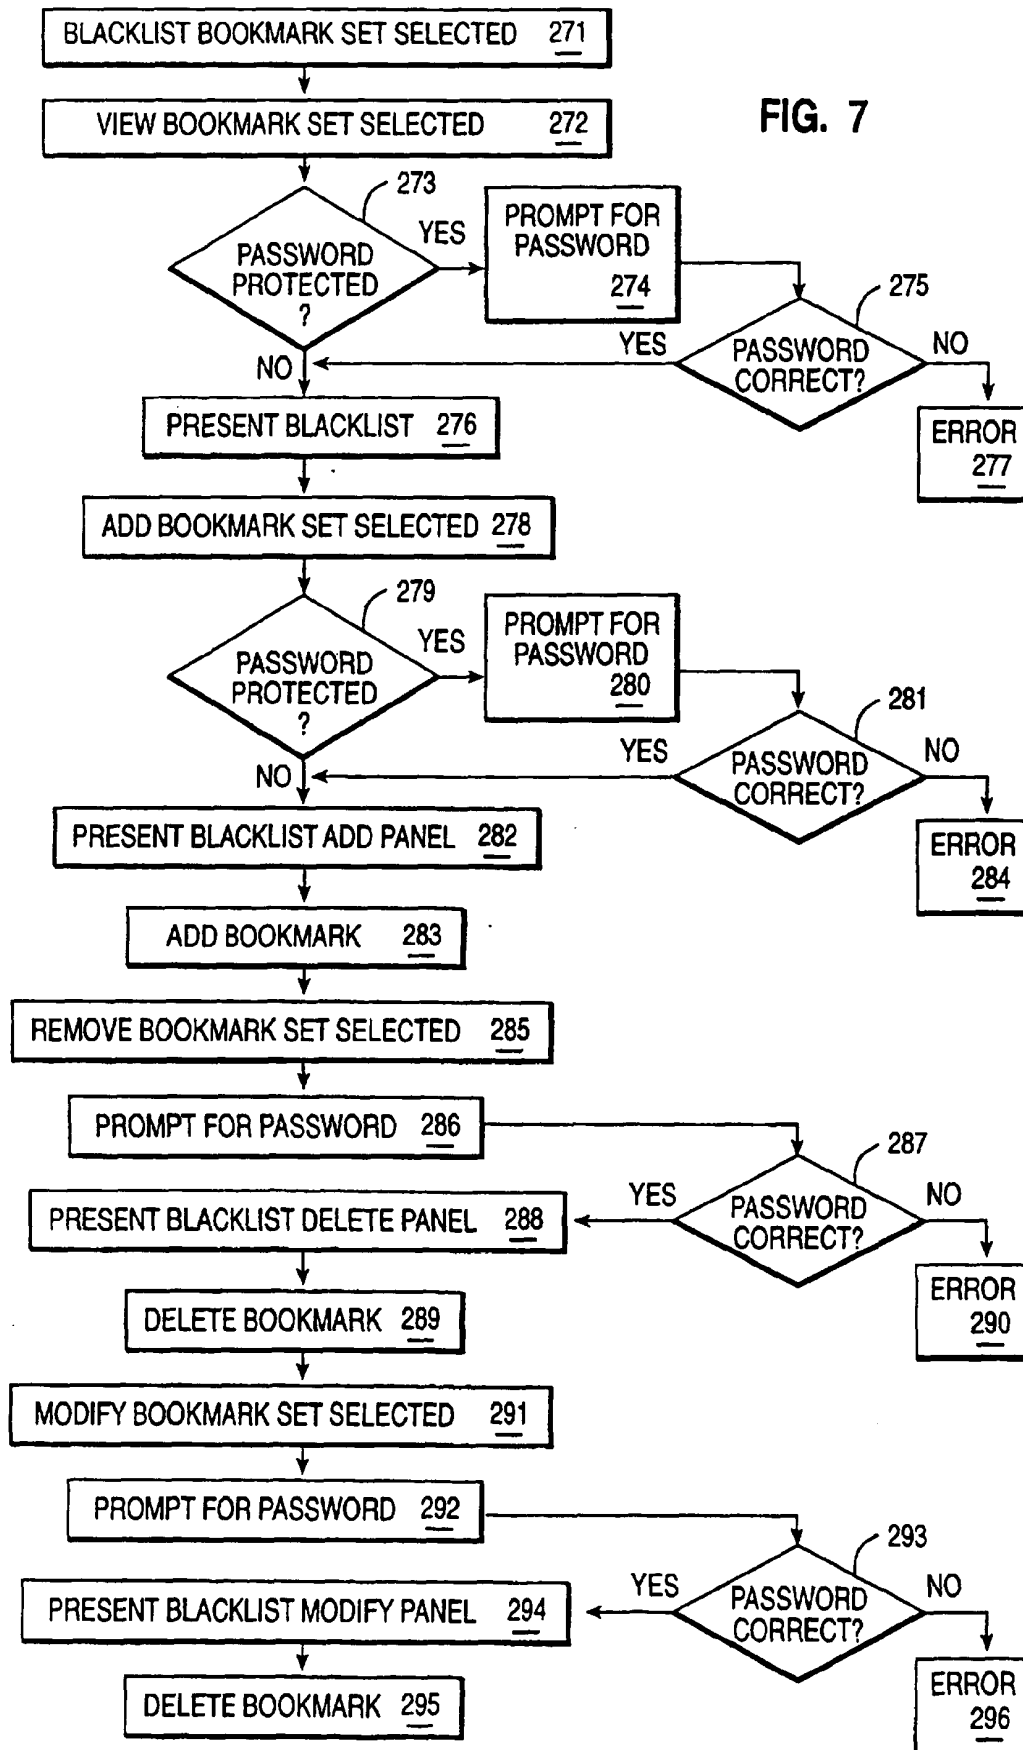 BLACKLIST BOOKMARK SET SELECTED 271
VIEW BOOKMARK SET SELECTED 272
FIG. 7
273
PASSWORD
PROTECTED
?
YES
NO
PROMPT FOR
PASSWORD
274
275
PASSWORD
CORRECT?
YES
NO
ERROR
277
PRESENT BLACKLIST 276
ADD BOOKMARK SET SELECTED 278
279
PASSWORD
PROTECTED
?
YES
NO
PROMPT FOR
PASSWORD
280
281
PASSWORD
CORRECT?
YES
NO
ERROR
284
PRESENT BLACKLIST ADD PANEL 282
ADD BOOKMARK 283
REMOVE BOOKMARK SET SELECTED 285
PROMPT FOR PASSWORD 286
287
PASSWORD
CORRECT?
YES
NO
ERROR
290
PRESENT BLACKLIST DELETE PANEL 288
DELETE BOOKMARK 289
MODIFY BOOKMARK SET SELECTED 291
PROMPT FOR PASSWORD 292
293
PASSWORD
CORRECT?
YES
NO
ERROR
296
PRESENT BLACKLIST MODIFY PANEL 294
DELETE BOOKMARK 295